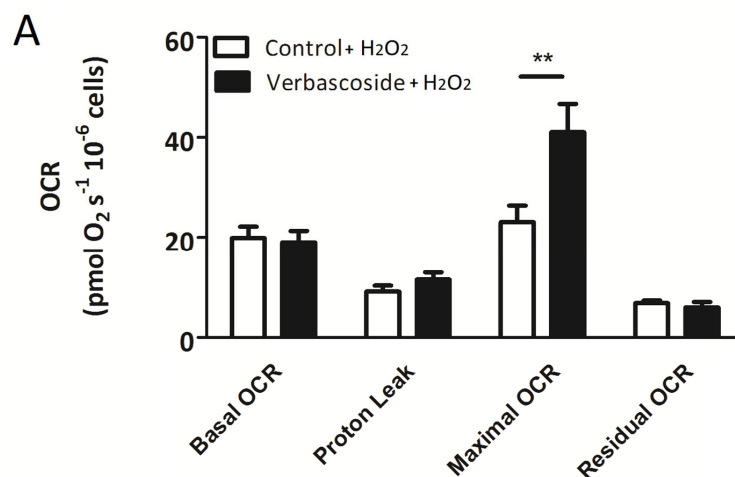 A
60
40
20
0
OCR
(pmol O₂ s⁻¹ 10⁻⁶ cells)
Control + H₂O₂
Verbascoside + H₂O₂
**
Basal OCR
Proton Leak
Maximal OCR
Residual OCR